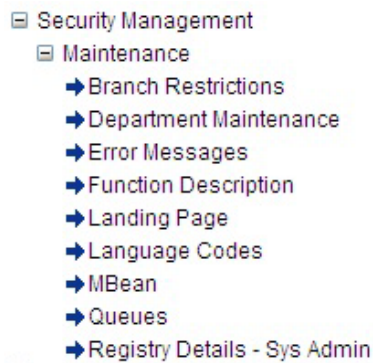 Security Management
Maintenance
Branch Restrictions
Department Maintenance
Error Messages
Function Description
Landing Page
Language Codes
MBean
Queues
Registry Details - Sys Admin